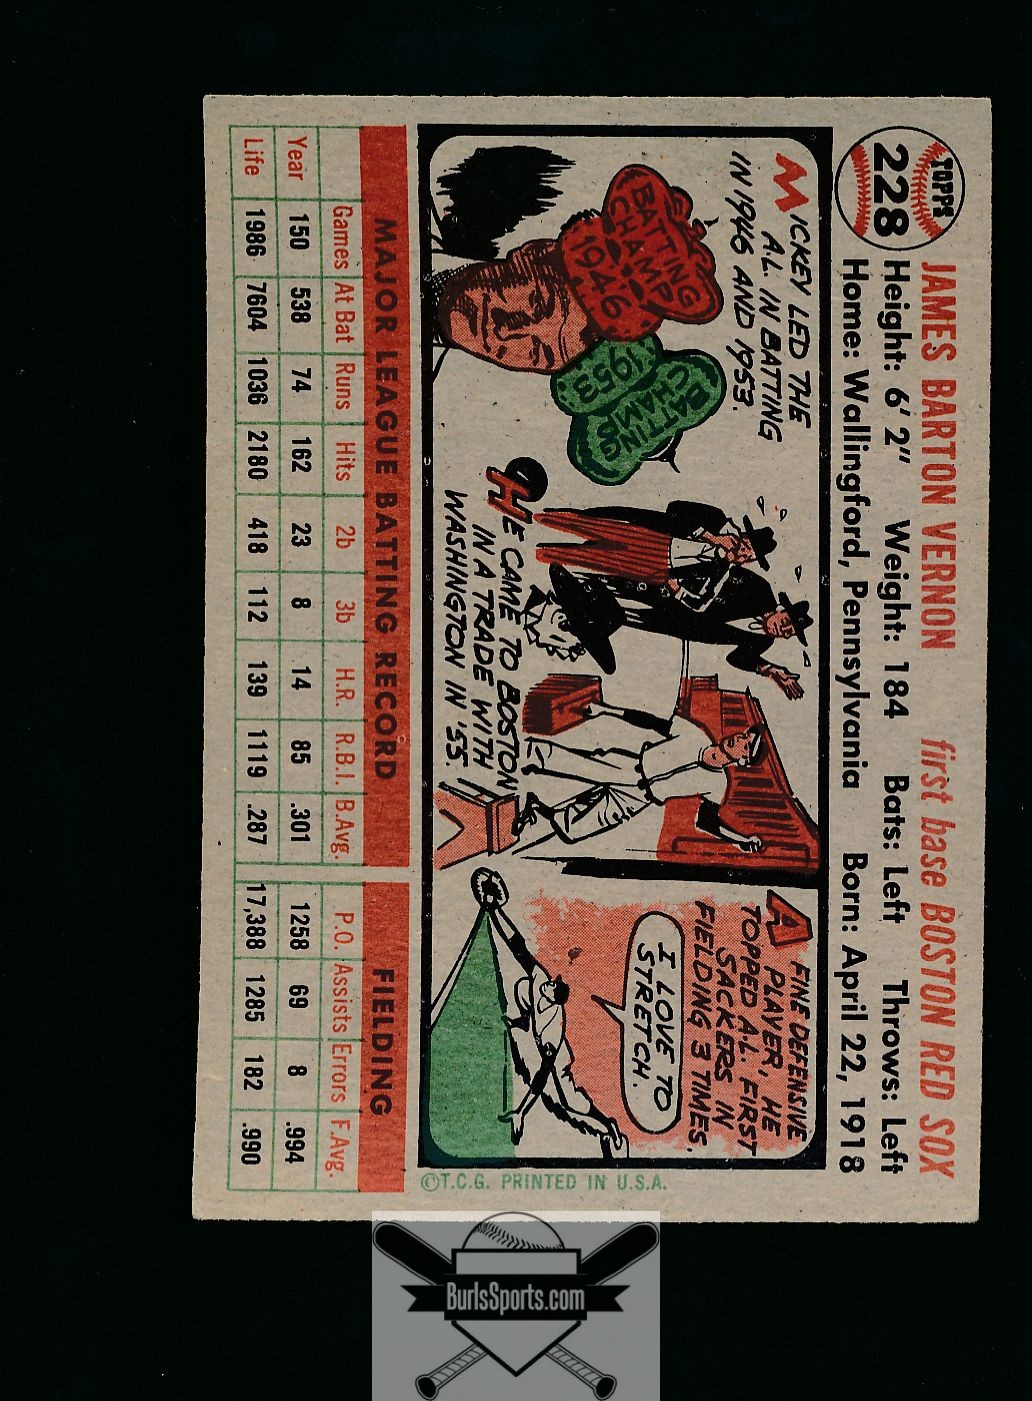 TOPPS
228
JAMES BARTON VERNON first base BOSTON RED SOX
Height: 6' 2" Weight: 184 Bats: Left Throws: Left
Home: Wallingford, Pennsylvania Born: April 22, 1918
MICKEY LED THE
A.L. IN BATTING
IN 1946 AND 1953.
BATTING
CHAMP
1946
BATTING
CHAMP
1953
HE CAME TO BOSTON
IN A TRADE WITH
WASHINGTON IN '55.
A FINE DEFENSIVE
PLAYER, HE
TOPPED A.L. FIRST
SACKERS IN
FIELDING 3 TIMES.
I LOVE TO
STRETCH.
MAJOR LEAGUE BATTING RECORD FIELDING
Games At Bat Runs Hits 2b 3b H.R. R.B.I. B.Avg. P.O. Assists Errors F.Avg.
Year 150 538 74 162 23 8 14 85 .301 1258 69 8 .994
Life 1986 7604 1036 2180 418 112 139 1119 .287 17,388 1285 182 .990
©T.C.G. PRINTED IN U.S.A.
BurlsSports.com